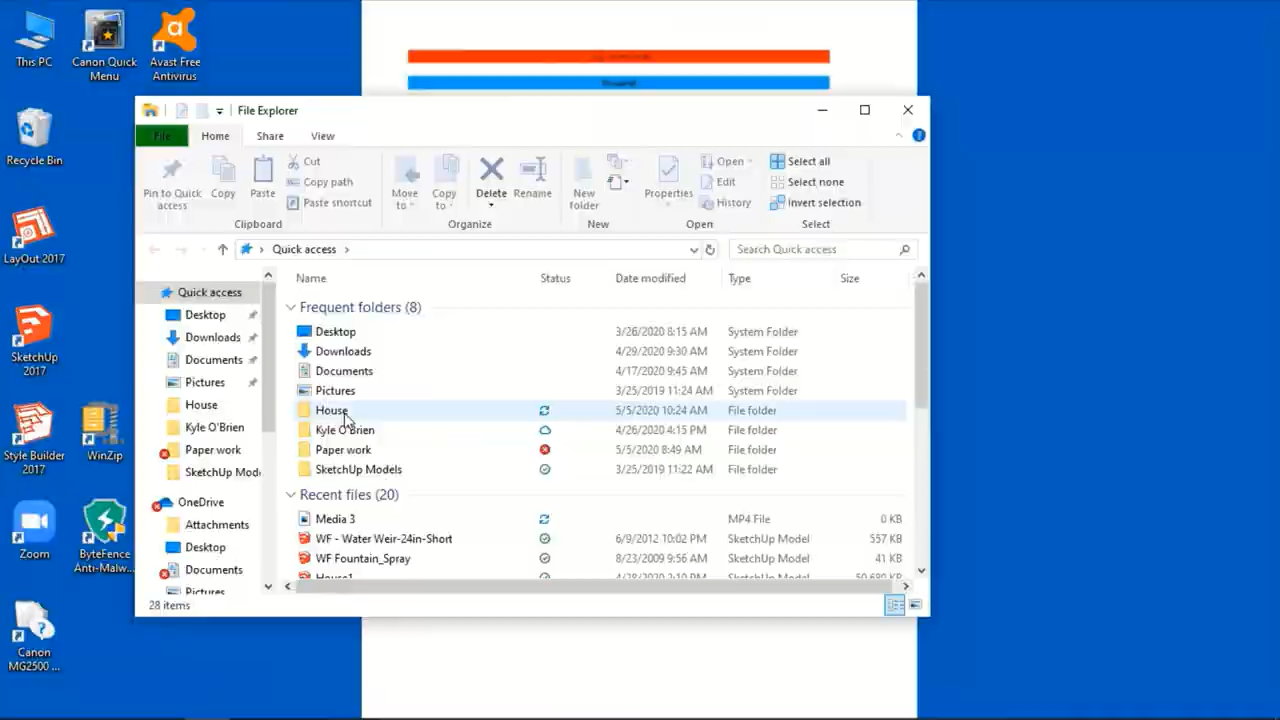 This PC
Canon Quick
Menu
Avast Free
Antivirus
Recycle Bin
LayOut 2017
SketchUp
2017
Style Builder
2017
WinZip
Zoom
ByteFence
Anti-Malw...
Canon
MG2500 ...
File Explorer
File
Home
Share
View
Pin to Quick
access
Copy
Paste
Cut
Copy path
Paste shortcut
Clipboard
Move
to
Copy
to
Delete
Rename
Organize
New
folder
New
Properties
Open
Edit
History
Open
Select all
Select none
Invert selection
Select
Quick access
Search Quick access
Quick access
Desktop
Downloads
Documents
Pictures
House
Kyle O'Brien
Paper work
SketchUp Mod
OneDrive
Attachments
Desktop
Documents
Pictures
Name Status Date modified Type Size
Frequent folders (8)
Desktop 3/26/2020 8:15 AM System Folder
Downloads 4/29/2020 9:30 AM System Folder
Documents 4/17/2020 9:45 AM System Folder
Pictures 3/25/2019 11:24 AM System Folder
House 5/5/2020 10:24 AM File folder
Kyle O'Brien 4/26/2020 4:15 PM File folder
Paper work 5/5/2020 8:49 AM File folder
SketchUp Models 3/25/2019 11:22 AM File folder
Recent files (20)
Media 3 MP4 File 0 KB
WF - Water Weir-24in-Short 6/9/2012 10:02 PM SketchUp Model 557 KB
WF Fountain_Spray 8/23/2009 9:56 AM SketchUp Model 41 KB
House1 4/28/2020 2:10 PM SketchUp Model 50,680 KB
28 items